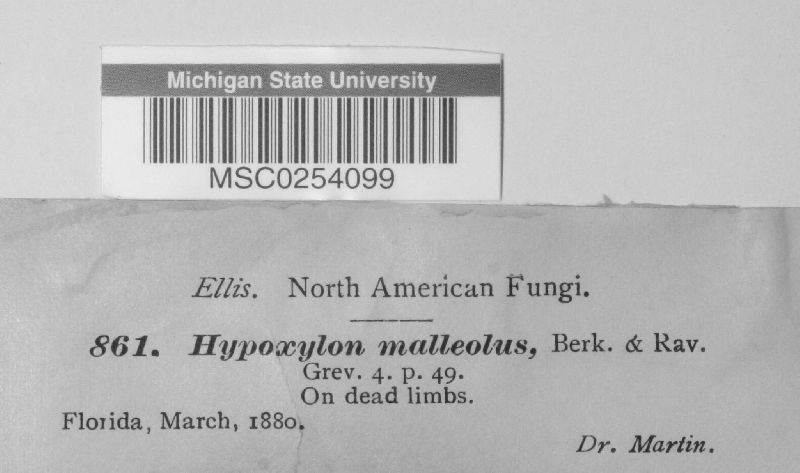 Michigan State University
MSC0254099
Ellis. North American Fungi.
861. Hypoxylon malleolus, Berk. & Rav.
Grev. 4. p. 49.
On dead limbs.
Florida, March, 1880.
Dr. Martin.